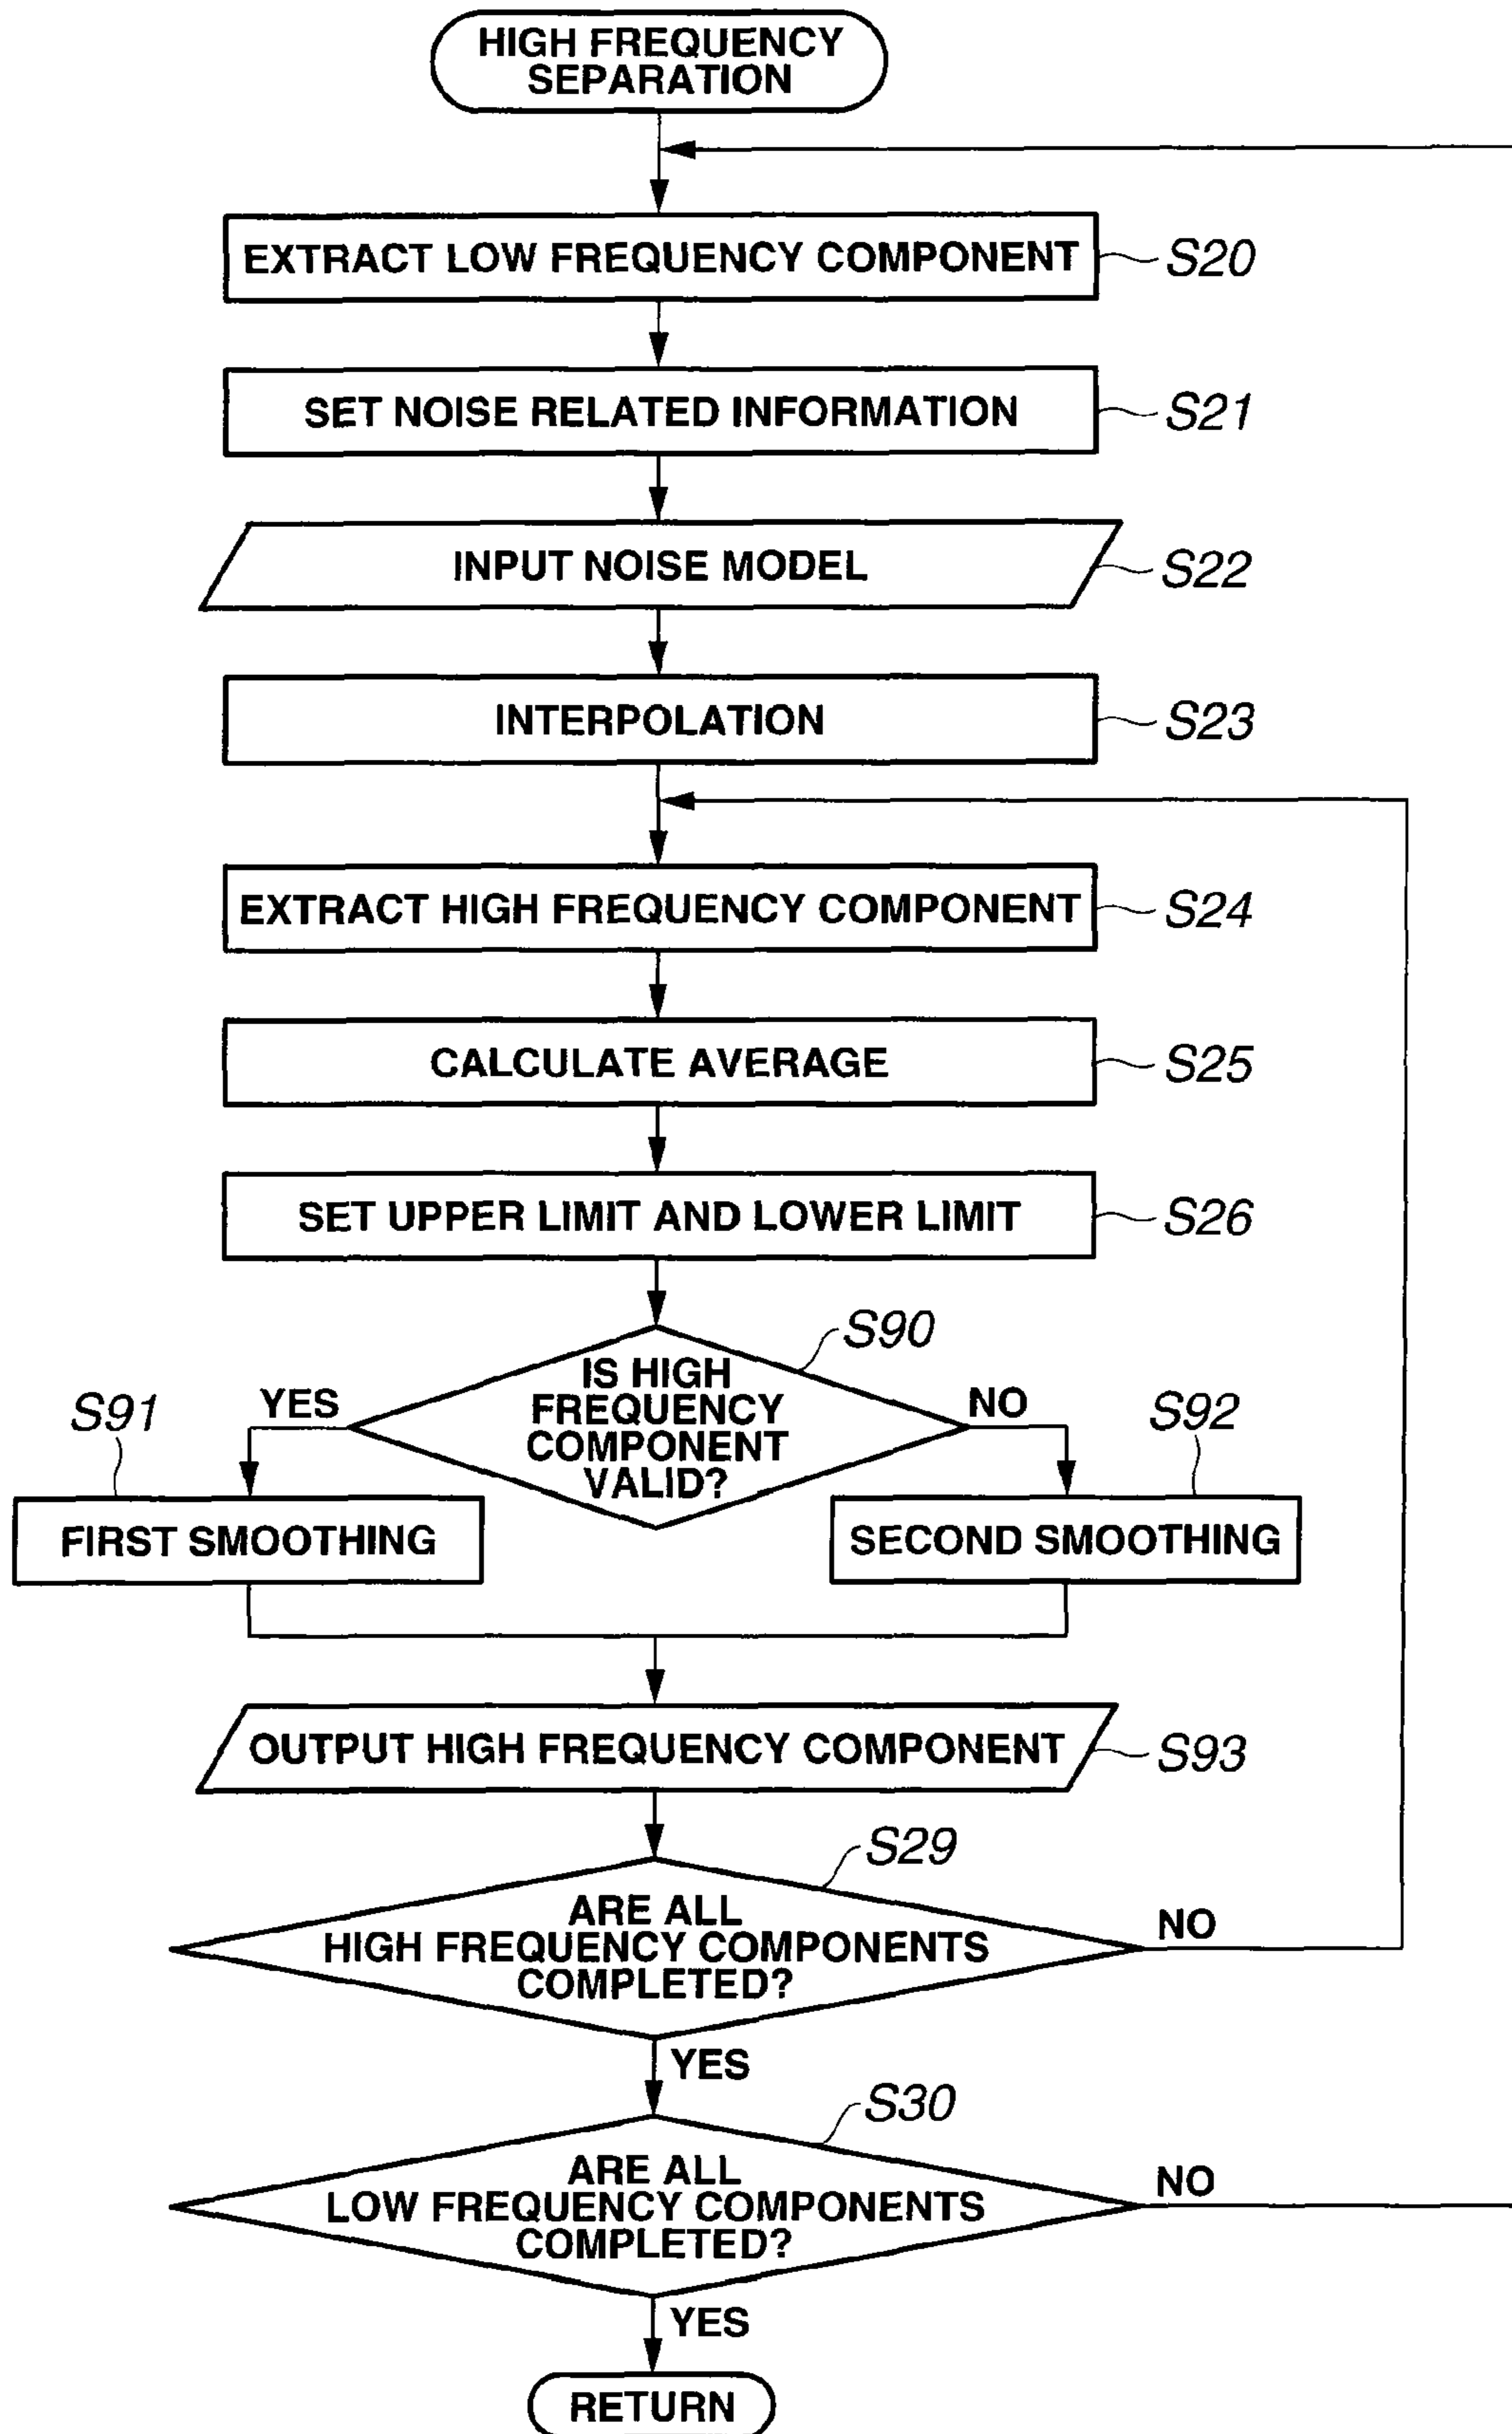 HIGH FREQUENCY
SEPARATION
EXTRACT LOW FREQUENCY COMPONENT
S20
SET NOISE RELATED INFORMATION
S21
INPUT NOISE MODEL
S22
INTERPOLATION
S23
EXTRACT HIGH FREQUENCY COMPONENT
S24
CALCULATE AVERAGE
S25
SET UPPER LIMIT AND LOWER LIMIT
S26
S90
IS HIGH
FREQUENCY
COMPONENT
VALID?
YES
NO
S91
S92
FIRST SMOOTHING
SECOND SMOOTHING
OUTPUT HIGH FREQUENCY COMPONENT
S93
S29
ARE ALL
HIGH FREQUENCY COMPONENTS
COMPLETED?
NO
YES
S30
ARE ALL
LOW FREQUENCY COMPONENTS
COMPLETED?
NO
YES
RETURN